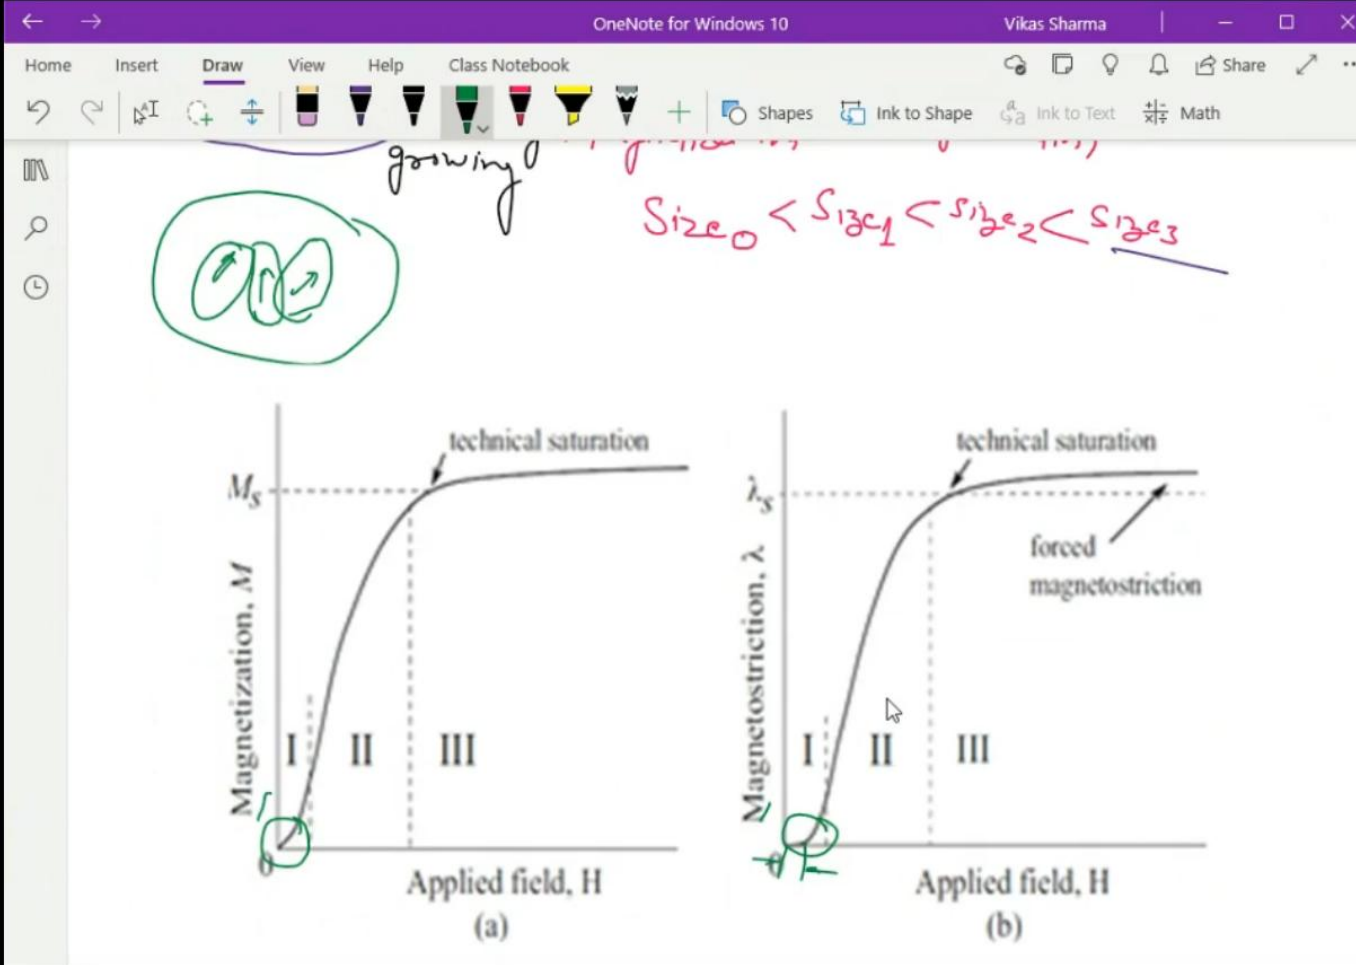 OneNote for Windows 10
Vikas Sharma
Home Insert Draw View Help Class Notebook
Share
Shapes Ink to Shape Ink to Text Math
growing
Size0 < Size1 < Size2 < Size3
technical saturation
Ms
Magnetization, M
I II III
0
Applied field, H
(a)
technical saturation
λs
forced
magnetostriction
Magnetostriction, λ
I II III
0
Applied field, H
(b)